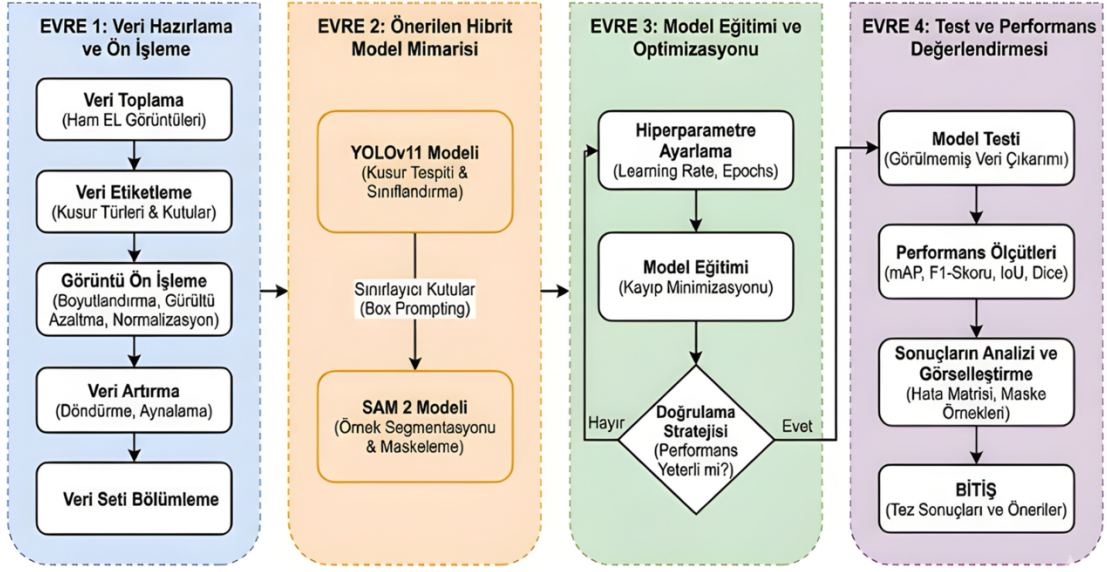 EVRE 1: Veri Hazırlama
ve Ön İşleme
Veri Toplama
(Ham EL Görüntüleri)
Veri Etiketleme
(Kusur Türleri & Kutular)
Görüntü Ön İşleme
(Boyutlandırma, Gürültü
Azaltma, Normalizasyon)
Veri Artırma
(Döndürme, Aynalama)
Veri Seti Bölümleme
EVRE 2: Önerilen Hibrit
Model Mimarisi
YOLOv11 Modeli
(Kusur Tespiti &
Sınıflandırma)
Sınırlayıcı Kutular
(Box Prompting)
SAM 2 Modeli
(Örnek Segmentasyonu
& Maskeleme)
EVRE 3: Model Eğitimi ve
Optimizasyonu
Hiperparametre
Ayarlama
(Learning Rate, Epochs)
Model Eğitimi
(Kayıp Minimizasyonu)
Hayır
Doğrulama
Stratejisi
(Performans
Yeterli mi?)
Evet
EVRE 4: Test ve Performans
Değerlendirmesi
Model Testi
(Görülmemiş Veri Çıkarımı)
Performans Ölçütleri
(mAP, F1-Skoru, IoU, Dice)
Sonuçların Analizi ve
Görselleştirme
(Hata Matrisi, Maske
Örnekleri)
BİTİŞ
(Tez Sonuçları ve Öneriler)